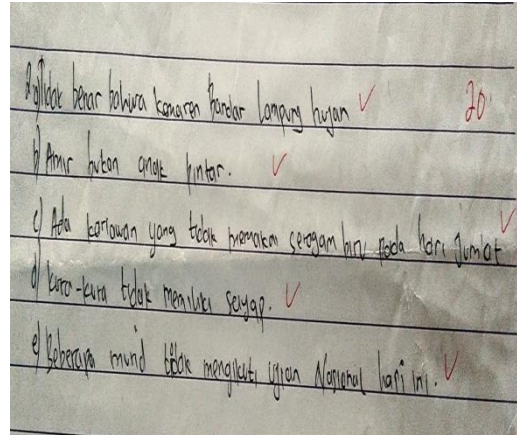 2. a) Tidak benar bahwa kemaren Bandar Lampung hujan ✓ 20
b) Amir bukan anak pintar. ✓
c) Ada karyawan yang tidak memakai seragam biru pada hari Jumat ✓
d) kura-kura tidak memiliki sayap. ✓
e) Beberapa murid tidak mengikuti ujian Nasional hari ini. ✓